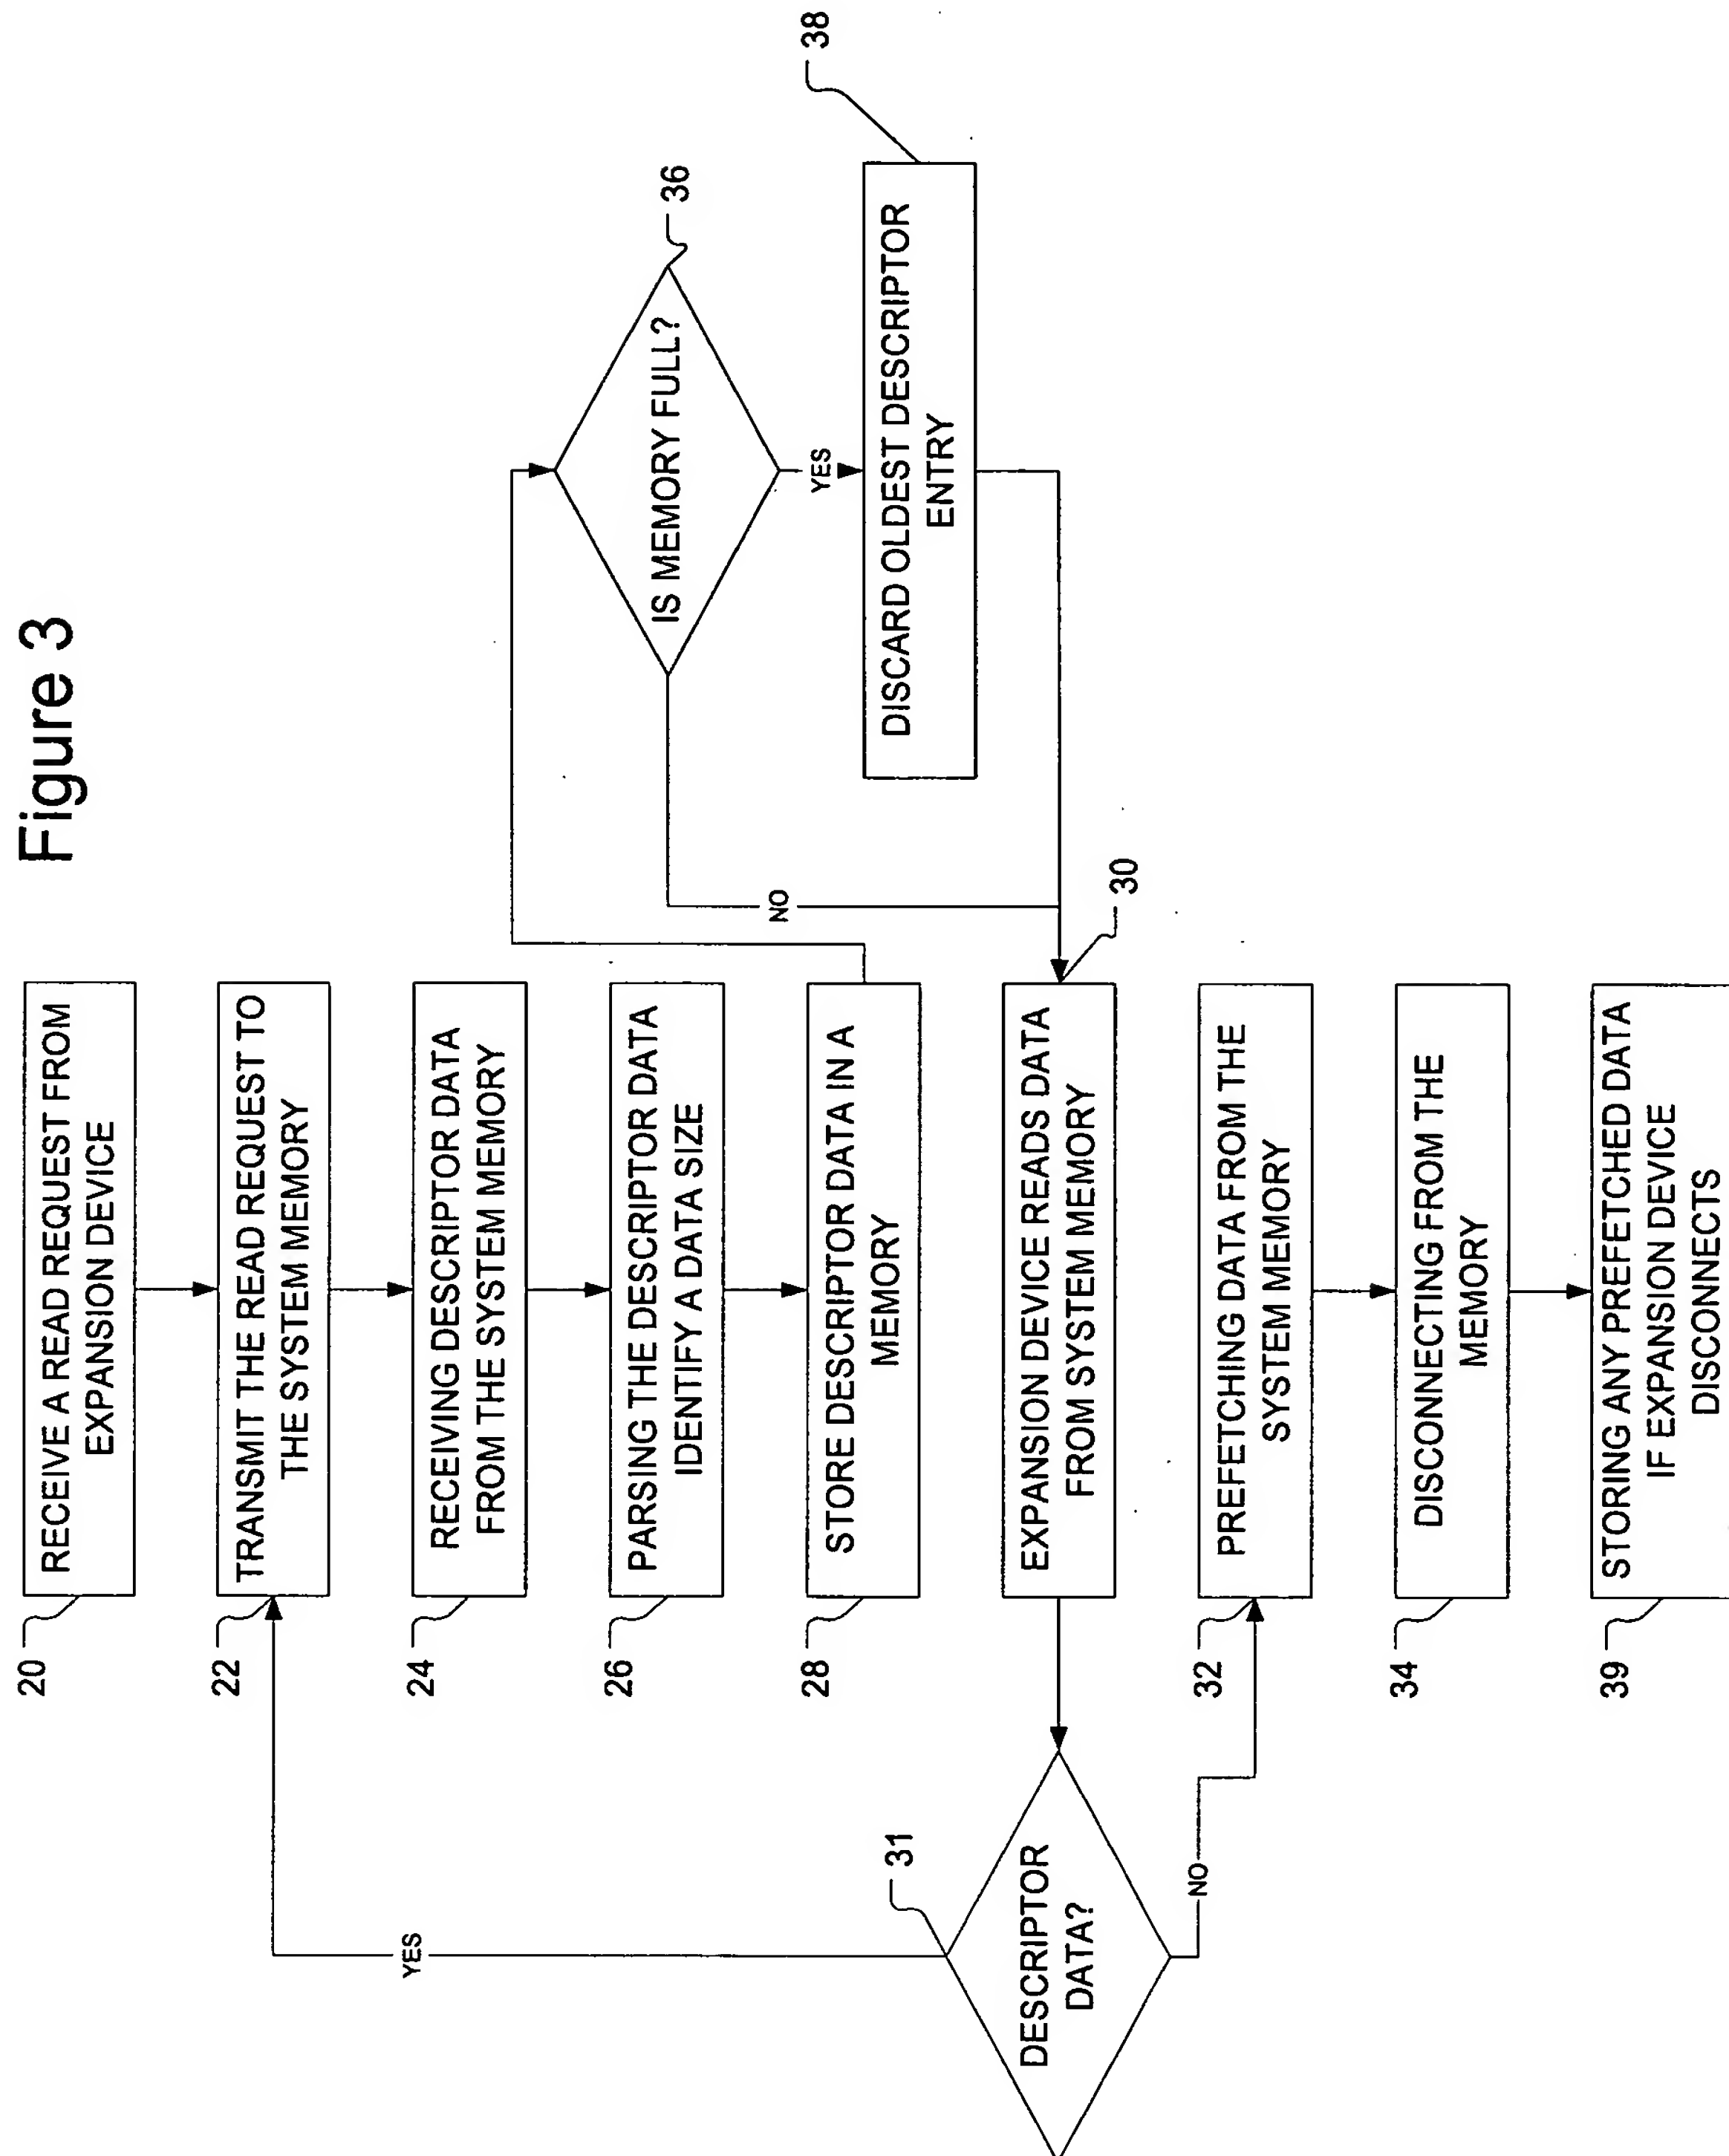 Figure 3
20
RECEIVE A READ REQUEST FROM
EXPANSION DEVICE
22
TRANSMIT THE READ REQUEST TO
THE SYSTEM MEMORY
24
RECEIVING DESCRIPTOR DATA
FROM THE SYSTEM MEMORY
26
PARSING THE DESCRIPTOR DATA
IDENTIFY A DATA SIZE
28
STORE DESCRIPTOR DATA IN A
MEMORY
36
IS MEMORY FULL?
YES
NO
38
DISCARD OLDEST DESCRIPTOR
ENTRY
30
EXPANSION DEVICE READS DATA
FROM SYSTEM MEMORY
31
DESCRIPTOR
DATA?
YES
NO
32
PREFETCHING DATA FROM THE
SYSTEM MEMORY
34
DISCONNECTING FROM THE
MEMORY
39
STORING ANY PREFETCHED DATA
IF EXPANSION DEVICE
DISCONNECTS